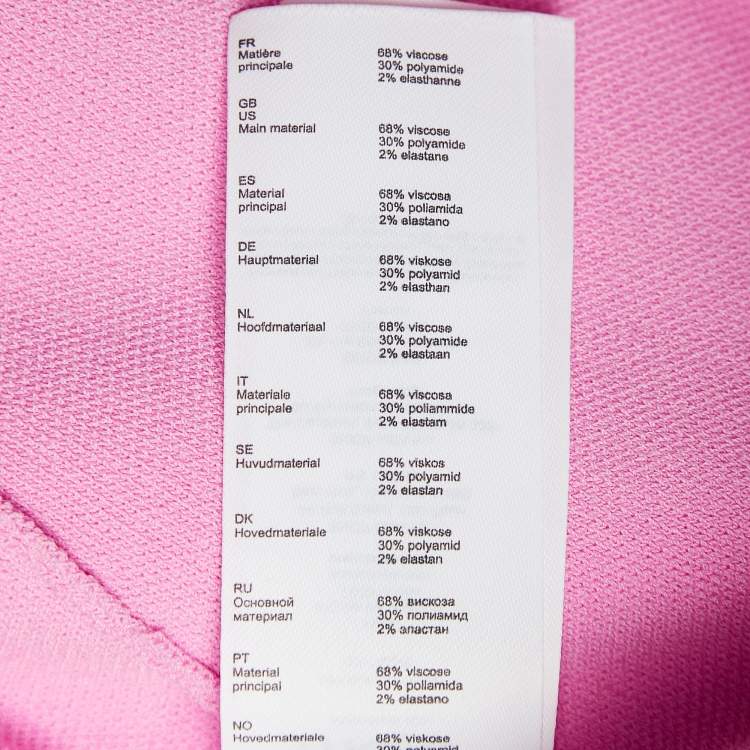 FR
Matière 68% viscose
principale 30% polyamide
2% elasthanne
GB
US
Main material 68% viscose
30% polyamide
2% elastane
ES
Material 68% viscosa
principal 30% poliamida
2% elastano
DE
Hauptmaterial 68% viskose
30% polyamid
2% elasthan
NL
Hoofdmateriaal 68% viscose
30% polyamide
2% elastaan
IT
Materiale 68% viscosa
principale 30% poliammide
2% elastam
SE
Huvudmaterial 68% viskos
30% polyamid
2% elastan
DK
Hovedmateriale 68% viskose
30% polyamid
2% elastan
RU
Основной 68% вискоза
материал 30% полиамид
2% эластан
PT
Material 68% viscose
principal 30% poliamida
2% elastano
NO
Hovedmateriale 68% viskose
30% polyamid